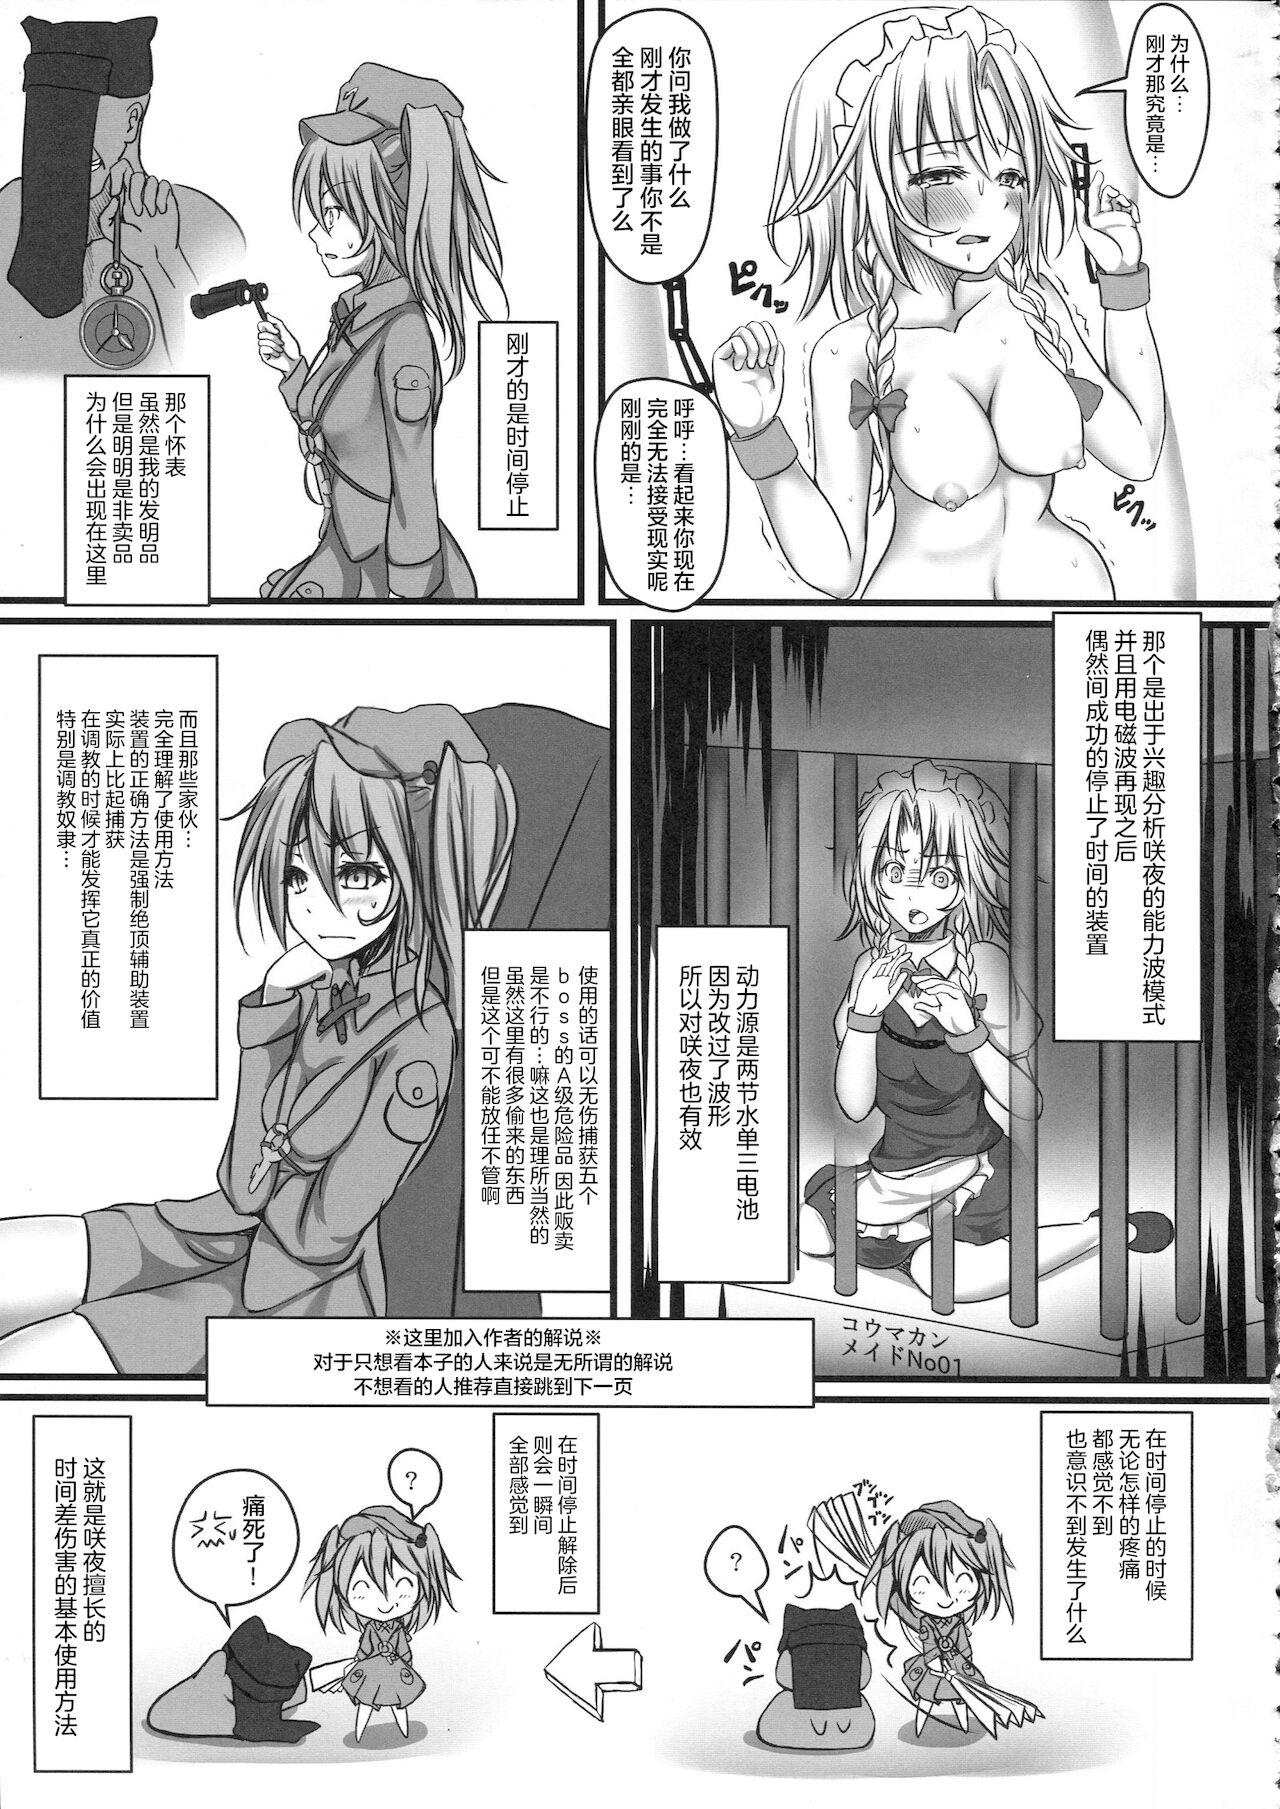 为什么…
刚才那究竟是…
ピクッ
ピクッ
你问我做了什么
刚才发生的事你不是
全都亲眼看到了么
呼呼…看起来你现在
完全无法接受现实呢
刚刚的是…
刚才的是时间停止
那个怀表
虽然是我的发明品
但是明明是非卖品
为什么会出现在这里
那个是出于兴趣分析咲夜的能力波模式
并且用电磁波再现之后
偶然间成功的停止了时间的装置
动力源是两节水单三电池
因为改过了波形
所以对咲夜也有效
コウマカン
メイドNo01
使用的话可以无伤捕获五个
boss的A级危险品 因此贩卖
是不行的…嘛这也是理所当然的
虽然这里有很多偷来的东西
但是这个可不能放任不管啊
而且那些家伙…
完全理解了使用方法
装置的正确方法是强制绝顶辅助装置
实际上比起捕获
在调教的时候才能发挥它真正的价值
特别是调教奴隶…
※这里加入作者的解说※
对于只想看本子的人来说是无所谓的解说
不想看的人推荐直接跳到下一页
在时间停止的时候
无论怎样的疼痛
都感觉不到
也意识不到发生了什么
ブンブンブン
パン
パン
？
在时间停止解除后
则会一瞬间
全部感觉到
？
痛死了！
这就是咲夜擅长的
时间差伤害的基本使用方法